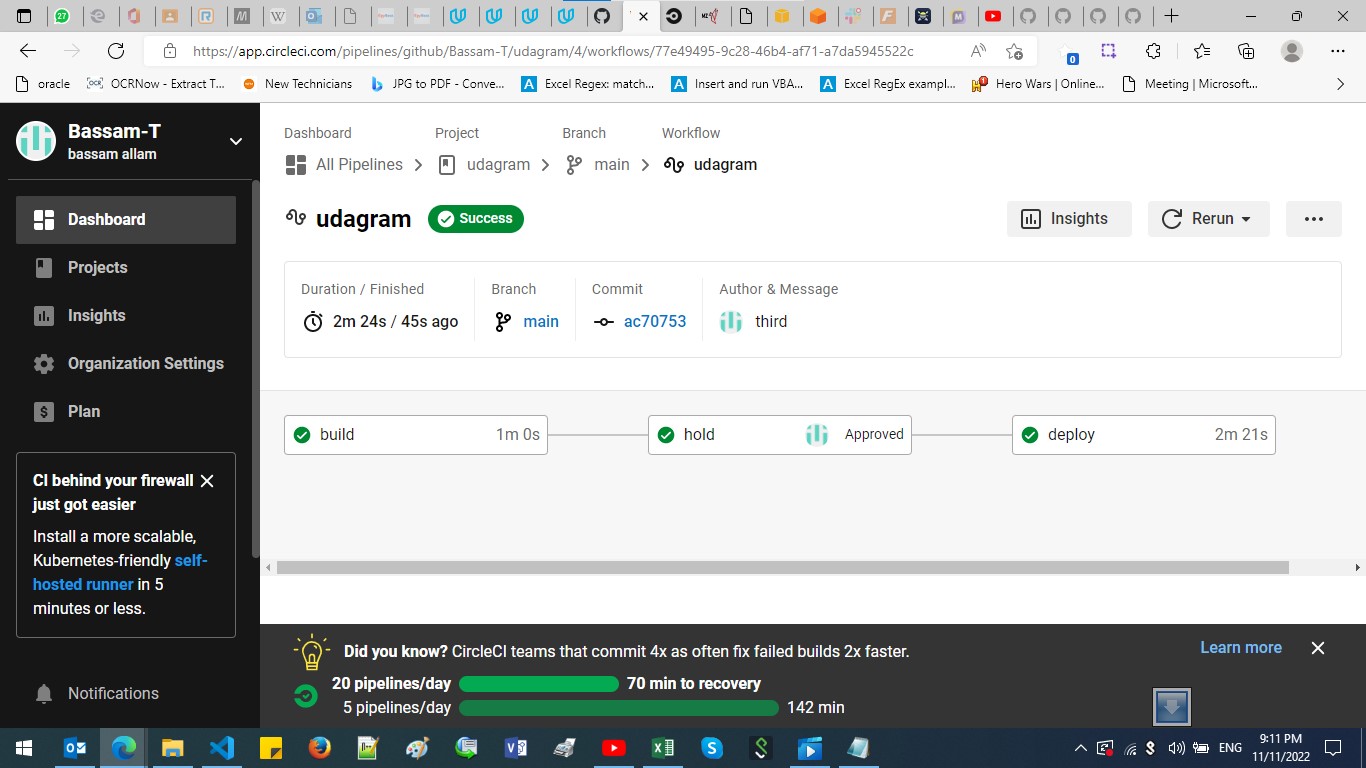 https://app.circleci.com/pipelines/github/Bassam-T/udagram/4/workflows/77e49495-9c28-46b4-af71-a7da5945522c
0
oracle
OCRNow - Extract T...
New Technicians
JPG to PDF - Conve...
Excel Regex: match...
Insert and run VBA...
Excel RegEx exampl...
Hero Wars | Online...
Meeting | Microsoft...
Bassam-T
bassam allam
Dashboard
Projects
Insights
Organization Settings
Plan
CI behind your firewall
just got easier
Install a more scalable,
Kubernetes-friendly self-
hosted runner in 5
minutes or less.
Notifications
Dashboard
Project
Branch
Workflow
All Pipelines
udagram
main
udagram
udagram
Success
Insights
Rerun
Duration / Finished
Branch
Commit
Author & Message
2m 24s / 45s ago
main
ac70753
third
build
1m 0s
hold
Approved
deploy
2m 21s
Did you know? CircleCI teams that commit 4x as often fix failed builds 2x faster.
Learn more
20 pipelines/day
70 min to recovery
5 pipelines/day
142 min
ENG
9:11 PM
11/11/2022